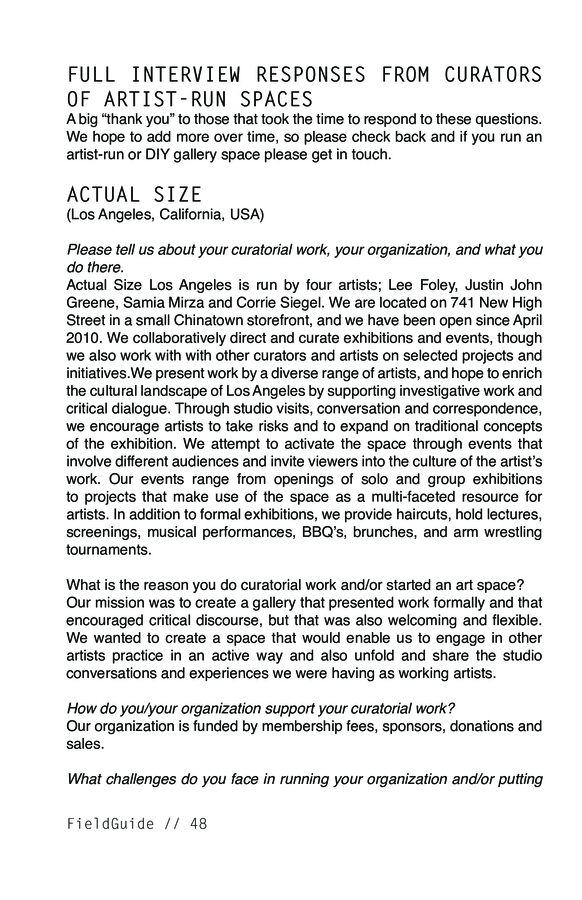 FULL INTERVIEW RESPONSES FROM CURATORS
OF ARTIST-RUN SPACES
A big “thank you” to those that took the time to respond to these questions.
We hope to add more over time, so please check back and if you run an
artist-run or DIY gallery space please get in touch.
ACTUAL SIZE
(Los Angeles, California, USA)
Please tell us about your curatorial work, your organization, and what you
do there.
Actual Size Los Angeles is run by four artists; Lee Foley, Justin John
Greene, Samia Mirza and Corrie Siegel. We are located on 741 New High
Street in a small Chinatown storefront, and we have been open since April
2010. We collaboratively direct and curate exhibitions and events, though
we also work with with other curators and artists on selected projects and
initiatives.We present work by a diverse range of artists, and hope to enrich
the cultural landscape of Los Angeles by supporting investigative work and
critical dialogue. Through studio visits, conversation and correspondence,
we encourage artists to take risks and to expand on traditional concepts
of the exhibition. We attempt to activate the space through events that
involve different audiences and invite viewers into the culture of the artist’s
work. Our events range from openings of solo and group exhibitions
to projects that make use of the space as a multi-faceted resource for
artists. In addition to formal exhibitions, we provide haircuts, hold lectures,
screenings, musical performances, BBQ’s, brunches, and arm wrestling
tournaments.
What is the reason you do curatorial work and/or started an art space?
Our mission was to create a gallery that presented work formally and that
encouraged critical discourse, but that was also welcoming and flexible.
We wanted to create a space that would enable us to engage in other
artists practice in an active way and also unfold and share the studio
conversations and experiences we were having as working artists.
How do you/your organization support your curatorial work?
Our organization is funded by membership fees, sponsors, donations and
sales.
What challenges do you face in running your organization and/or putting
FieldGuide // 48